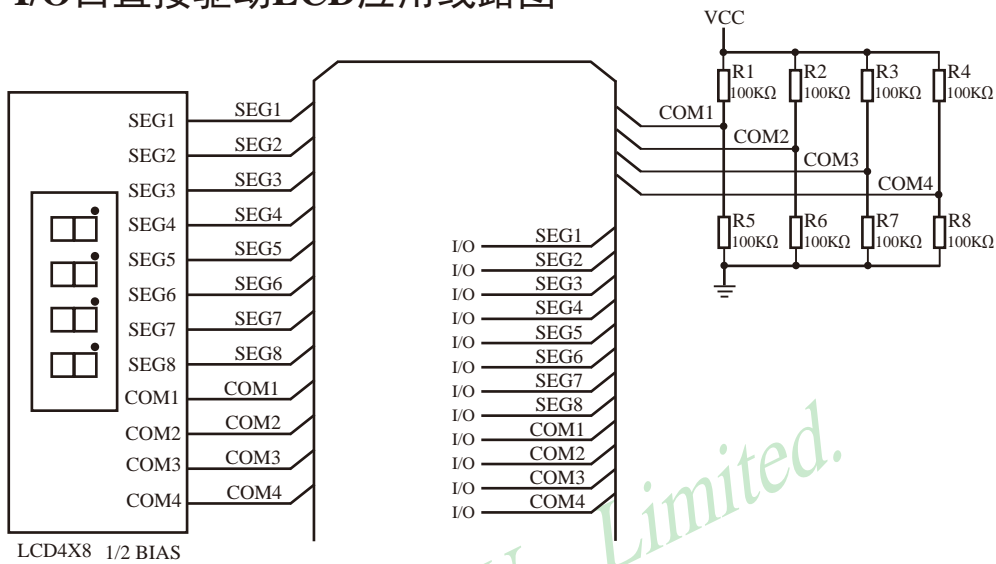 I/O口直接驱动LCD应用线路图
VCC
R1
100KΩ
R2
100KΩ
R3
100KΩ
R4
100KΩ
COM1
COM2
COM3
COM4
R5
100KΩ
R6
100KΩ
R7
100KΩ
R8
100KΩ
SEG1 SEG1
SEG2 SEG2
SEG3 SEG3
SEG4 SEG4
SEG5 SEG5
SEG6 SEG6
SEG7 SEG7
SEG8 SEG8
COM1 COM1
COM2 COM2
COM3 COM3
COM4 COM4
I/O SEG1
I/O SEG2
I/O SEG3
I/O SEG4
I/O SEG5
I/O SEG6
I/O SEG7
I/O SEG8
I/O COM1
I/O COM2
I/O COM3
I/O COM4
LCD4X8 1/2 BIAS
Limited.